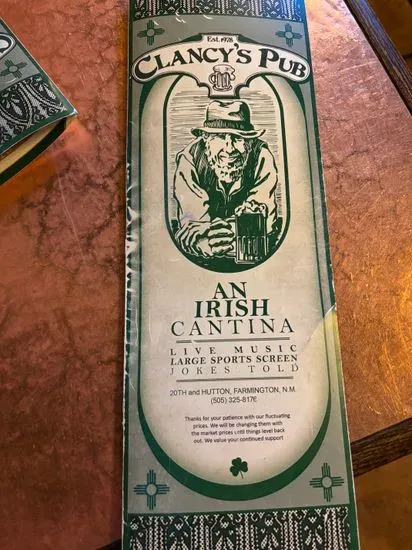 Est. 1978
CLANCY'S PUB
AN
IRISH
CANTINA
LIVE MUSIC
LARGE SPORTS SCREEN
JOKES TOLD
20TH and HUTTON, FARMINGTON, N.M.
(505) 325-8176
Thanks for your patience with our fluctuating
prices. We will be changing them with
the market prices until things level back
out. We value your continued support